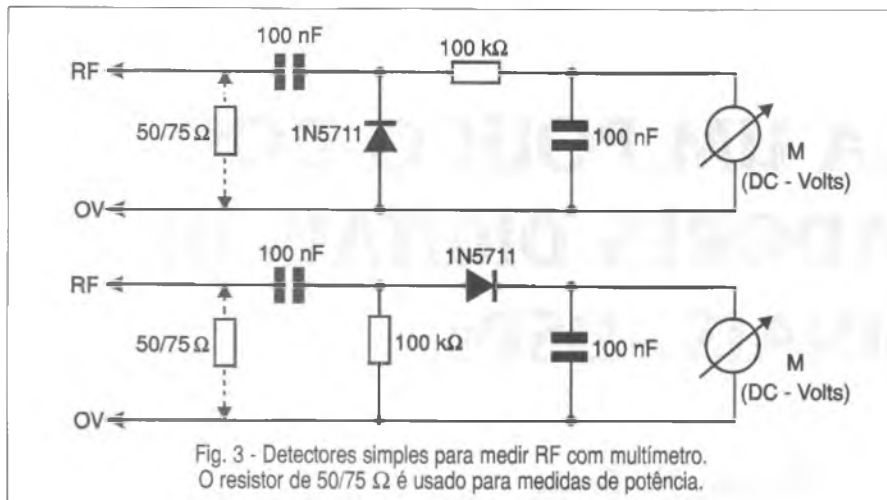 100 nF
100 kΩ
RF
50/75 Ω
1N5711
100 nF
M
(DC - Volts)
OV
100 nF
1N5711
RF
50/75 Ω
100 kΩ
100 nF
M
(DC - Volts)
OV
Fig. 3 - Detectores simples para medir RF com multímetro.
O resistor de 50/75 Ω é usado para medidas de potência.